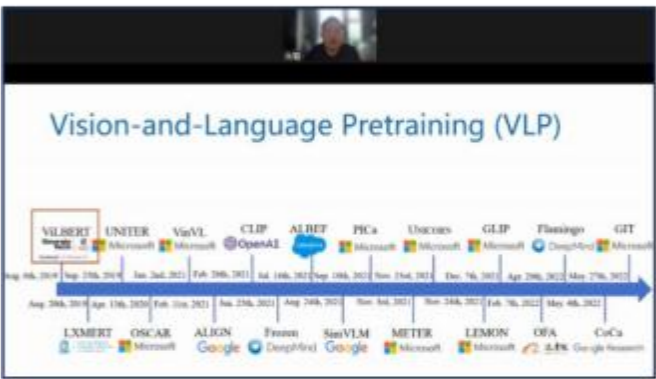 Vision-and-Language Pretraining (VLP)
ViLBERT UNITER VinVL CLIP ALBEF PICa Unicorn GLIP Flamingo GIT
Microsoft Microsoft OpenAI salesforce Microsoft Microsoft Microsoft DeepMind Microsoft
Aug. 6th, 2019 Sep. 25th, 2019 Jan. 2nd, 2021 Feb. 26th, 2021 Jul. 16th, 2021 Sep. 10th, 2021 Nov. 23rd, 2021 Dec. 7th, 2021 Apr. 29th, 2022 May. 27th, 2022
Aug. 20th, 2019 Apr. 13th, 2020 Feb. 11th, 2021 Jun. 25th, 2021 Aug. 24th, 2021 Nov. 3rd, 2021 Nov. 24th, 2021 Feb. 7th, 2022 May. 4th, 2022
LXMERT OSCAR ALIGN Frozen SimVLM METER LEMON OFA CoCa
Microsoft Google DeepMind Google Microsoft Microsoft Google Research